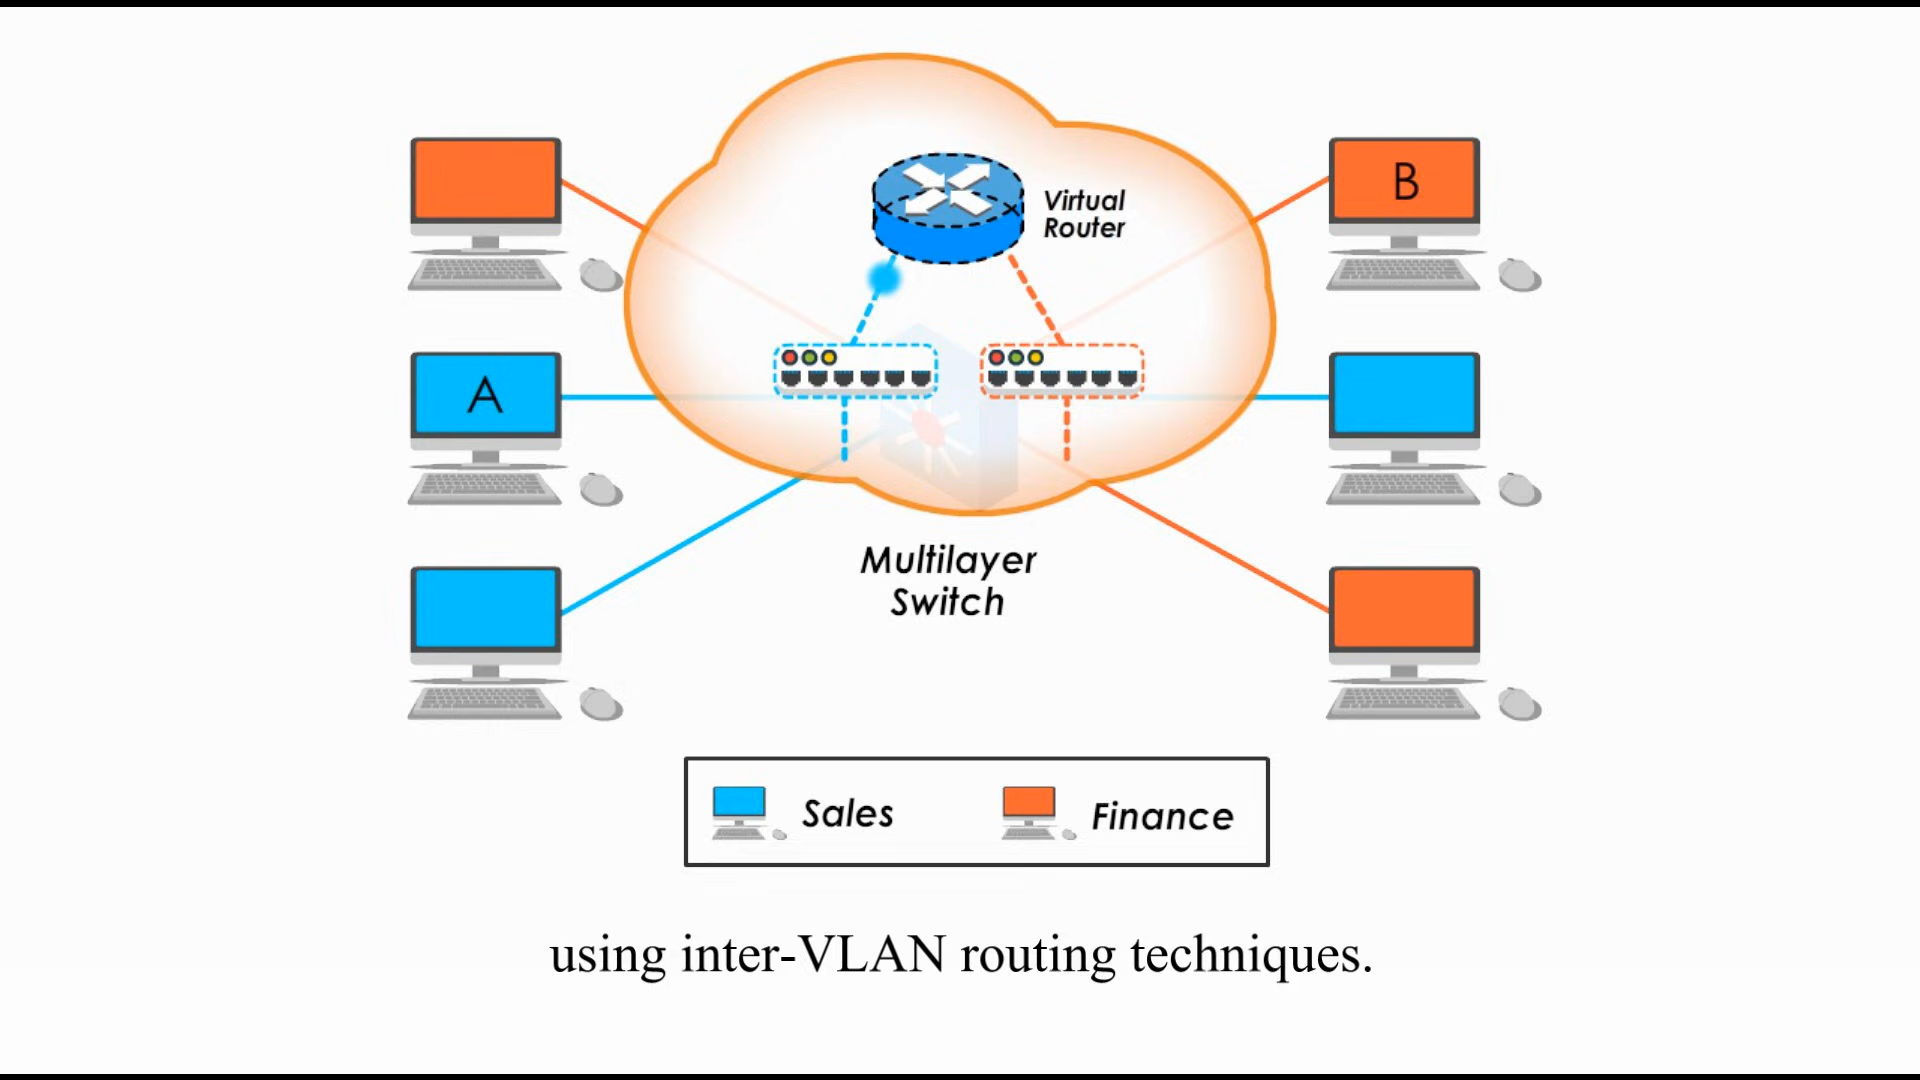 Virtual
Router
B
A
Multilayer
Switch
Sales
Finance
using inter-VLAN routing techniques.